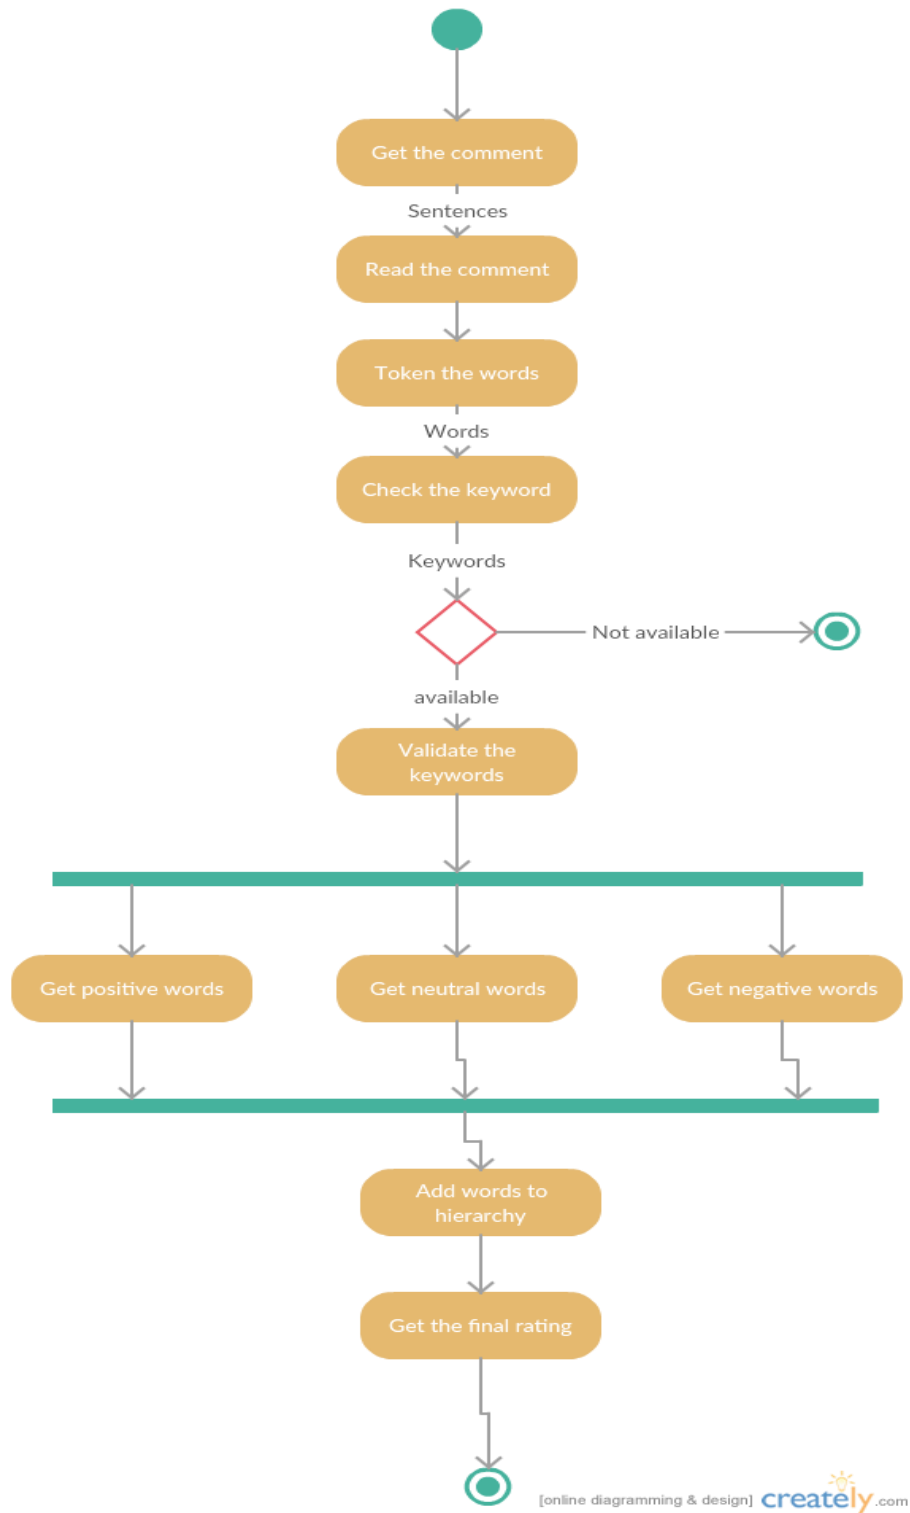 Get the comment
Sentences
Read the comment
Token the words
Words
Check the keyword
Keywords
Not available
available
Validate the
keywords
Get positive words
Get neutral words
Get negative words
Add words to
hierarchy
Get the final rating
[online diagramming & design] creately.com